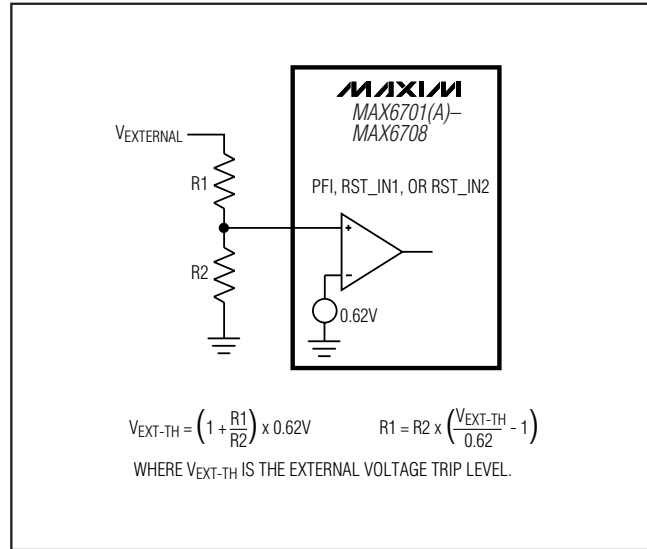 MAXIM
MAX6701(A)–
MAX6708
VEXTERNAL
R1
PFI, RST_IN1, OR RST_IN2
+
R2
–
0.62V
VEXT-TH = (1 + R1/R2) x 0.62V
R1 = R2 x (VEXT-TH/0.62 - 1)
WHERE VEXT-TH IS THE EXTERNAL VOLTAGE TRIP LEVEL.